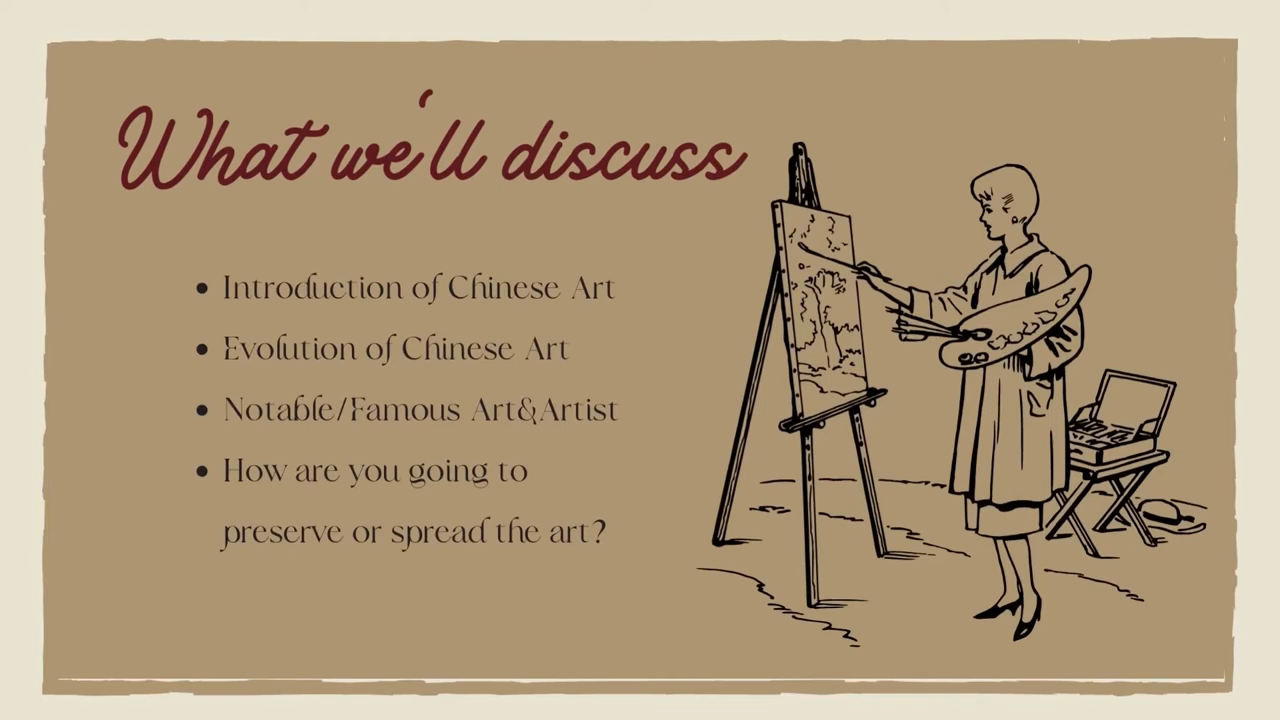 What we'll discuss
• Introduction of Chinese Art
• Evolution of Chinese Art
• Notable/Famous Art&Artist
• How are you going to
preserve or spread the art?